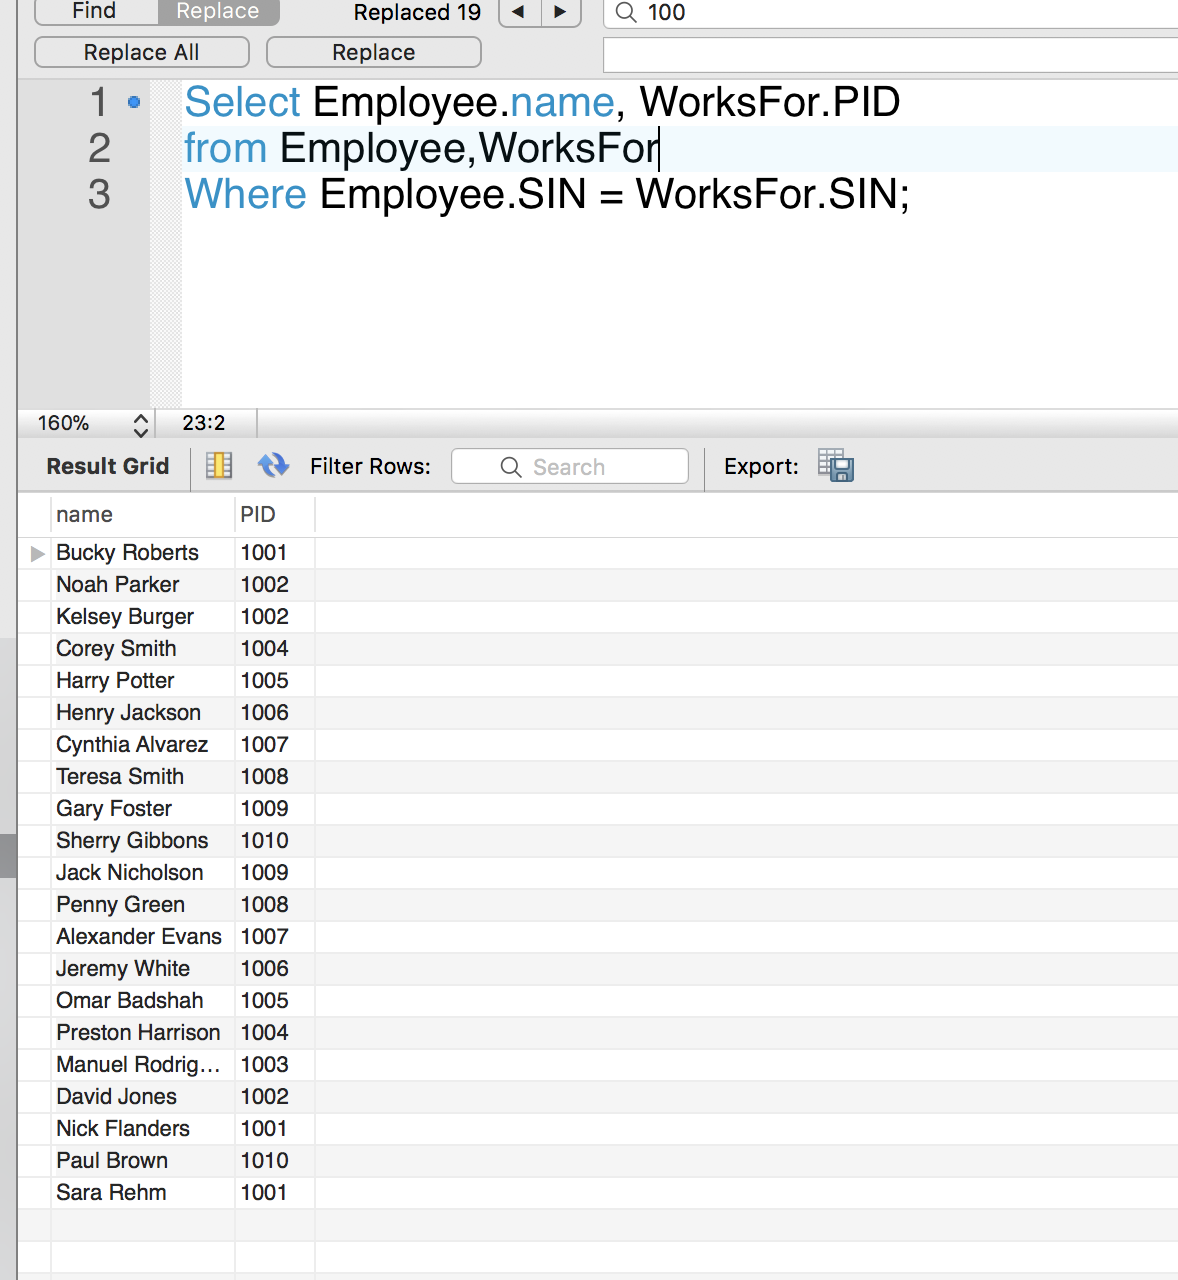 Find Replace Replaced 19 100
Replace All Replace
1 Select Employee.name, WorksFor.PID
2 from Employee,WorksFor
3 Where Employee.SIN = WorksFor.SIN;
160% 23:2
Result Grid Filter Rows: Search Export:
name PID
Bucky Roberts 1001
Noah Parker 1002
Kelsey Burger 1002
Corey Smith 1004
Harry Potter 1005
Henry Jackson 1006
Cynthia Alvarez 1007
Teresa Smith 1008
Gary Foster 1009
Sherry Gibbons 1010
Jack Nicholson 1009
Penny Green 1008
Alexander Evans 1007
Jeremy White 1006
Omar Badshah 1005
Preston Harrison 1004
Manuel Rodrig... 1003
David Jones 1002
Nick Flanders 1001
Paul Brown 1010
Sara Rehm 1001